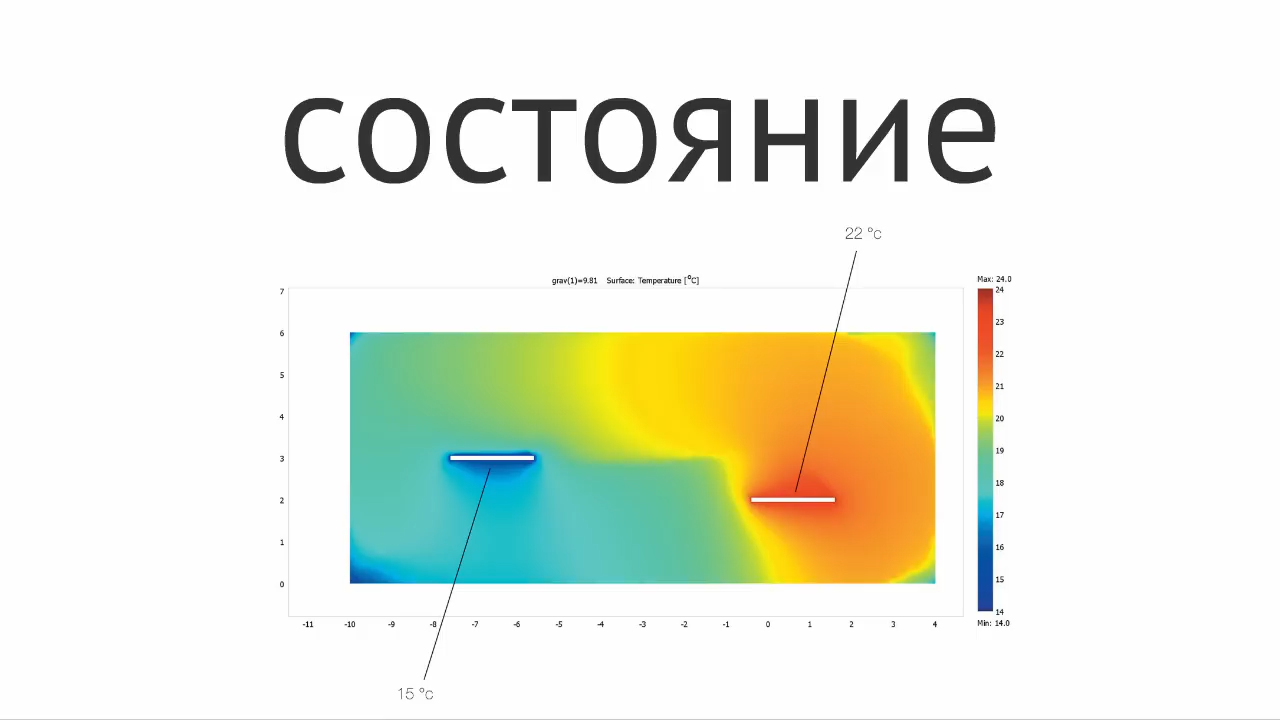 состояние
22 °c
grav(1)=9.81 Surface: Temperature [°C]
Max: 24.0
7
6
5
4
3
2
1
0
-11 -10 -9 -8 -7 -6 -5 -4 -3 -2 -1 0 1 2 3 4
24
23
22
21
20
19
18
17
16
15
14
Min: 14.0
15 °c